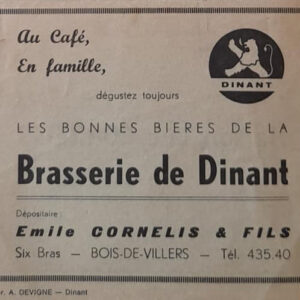 Au Café,
En famille,
DINANT
dégustez toujours
LES BONNES BIERES DE LA
Brasserie de Dinant
Dépositaire :
Emile CORNELIS & FILS
Six Bras — BOIS-DE-VILLERS — Tél. 435.40
r. A. DEVIGNE — Dinant